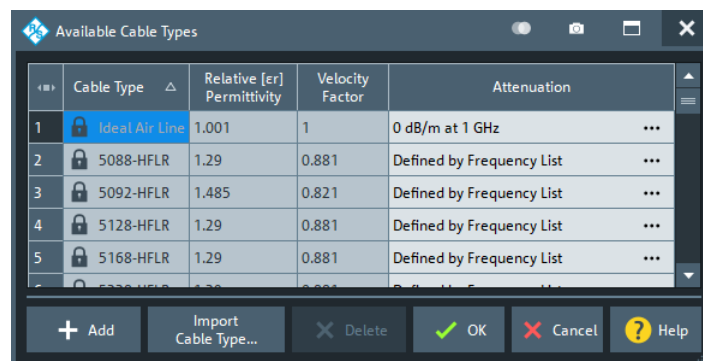 Available Cable Types
Cable Type
Relative [εr]
Permittivity
Velocity
Factor
Attenuation
1 Ideal Air Line 1.001 1 0 dB/m at 1 GHz ...
2 5088-HFLR 1.29 0.881 Defined by Frequency List ...
3 5092-HFLR 1.485 0.821 Defined by Frequency List ...
4 5128-HFLR 1.29 0.881 Defined by Frequency List ...
5 5168-HFLR 1.29 0.881 Defined by Frequency List ...
Add
Import
Cable Type...
Delete
OK
Cancel
? Help